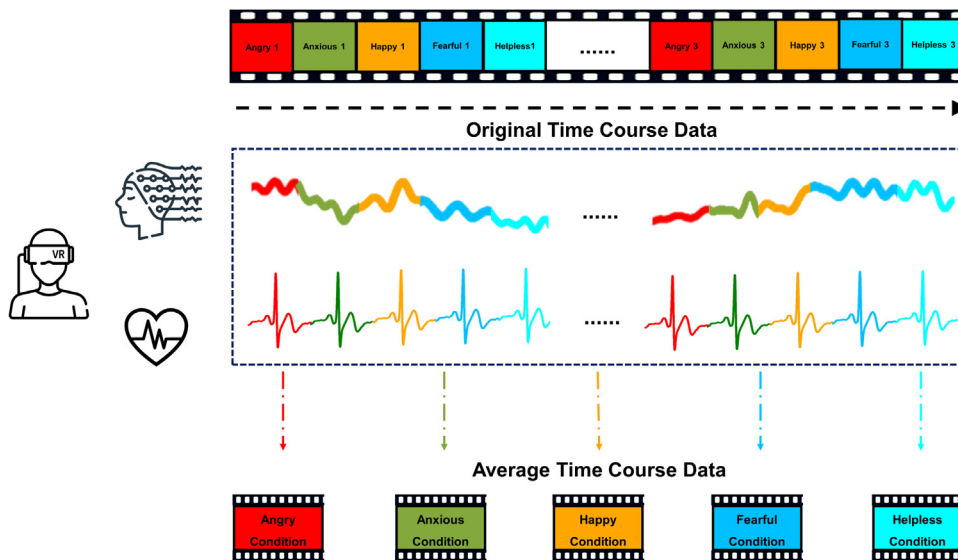 Angry 1 Anxious 1 Happy 1 Fearful 1 Helpless1 ...... Angry 3 Anxious 3 Happy 3 Fearful 3 Helpless 3
Original Time Course Data
......
VR
......
Average Time Course Data
Angry Anxious Happy Fearful Helpless
Condition Condition Condition Condition Condition